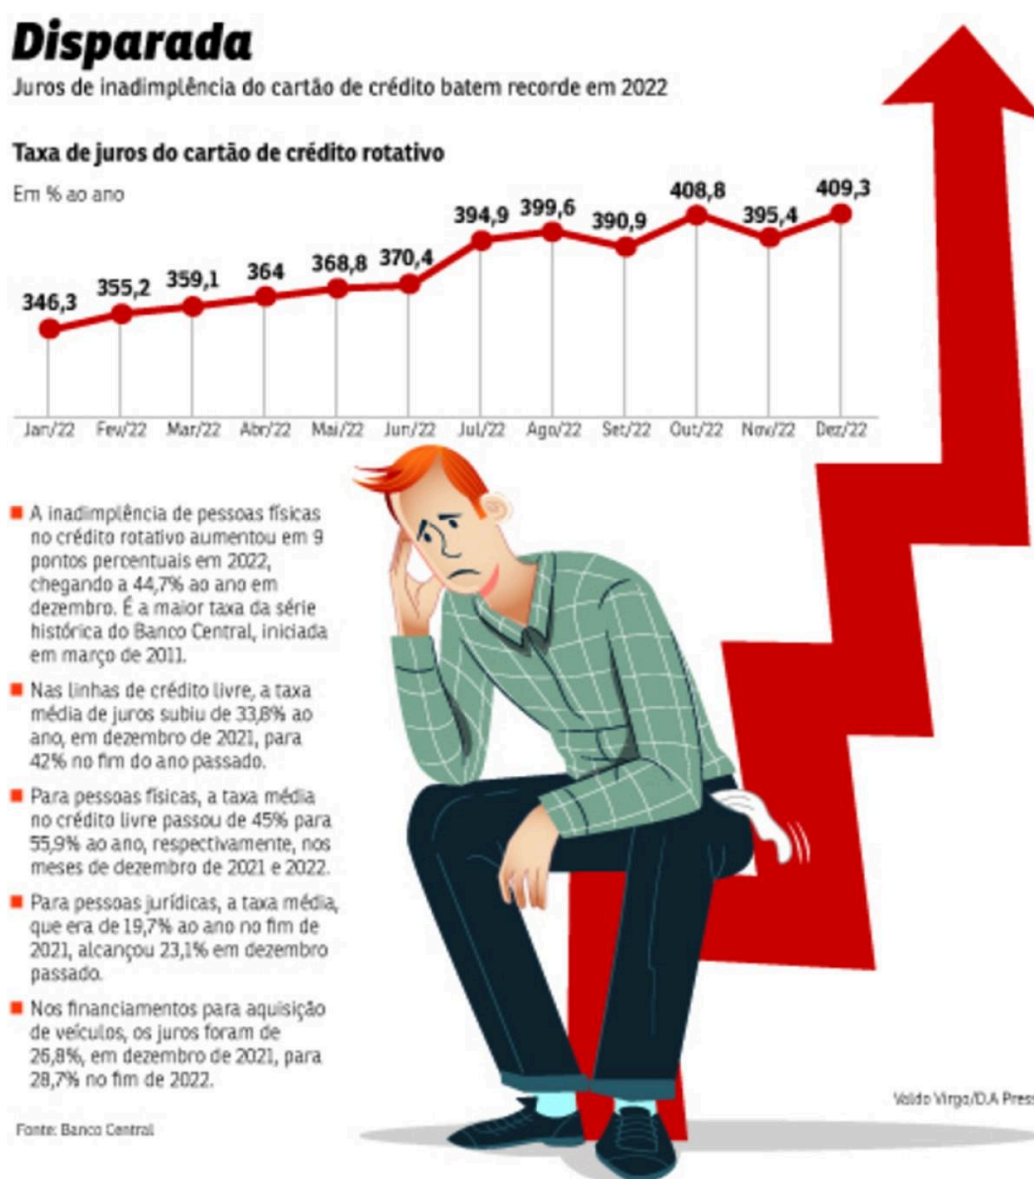 Disparada
Juros de inadimplência do cartão de crédito batem recorde em 2022
Taxa de juros do cartão de crédito rotativo
Em % ao ano
346,3 355,2 359,1 364 368,8 370,4 394,9 399,6 390,9 408,8 395,4 409,3
Jan/22 Fev/22 Mar/22 Abr/22 Mai/22 Jun/22 Jul/22 Ago/22 Set/22 Out/22 Nov/22 Dez/22
A inadimplência de pessoas físicas
no crédito rotativo aumentou em 9
pontos percentuais em 2022,
chegando a 44,7% ao ano em
dezembro. É a maior taxa da série
histórica do Banco Central, iniciada
em março de 2011.
Nas linhas de crédito livre, a taxa
média de juros subiu de 33,8% ao
ano, em dezembro de 2021, para
42% no fim do ano passado.
Para pessoas físicas, a taxa média
no crédito livre passou de 45% para
55,9% ao ano, respectivamente, nos
meses de dezembro de 2021 e 2022.
Para pessoas jurídicas, a taxa média,
que era de 19,7% ao ano no fim de
2021, alcançou 23,1% em dezembro
passado.
Nos financiamentos para aquisição
de veículos, os juros foram de
26,8%, em dezembro de 2021, para
28,7% no fim de 2022.
Valdo Virgo/D.A Press
Fonte: Banco Central